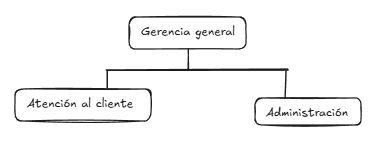 Gerencia general
Atención al cliente
Administración